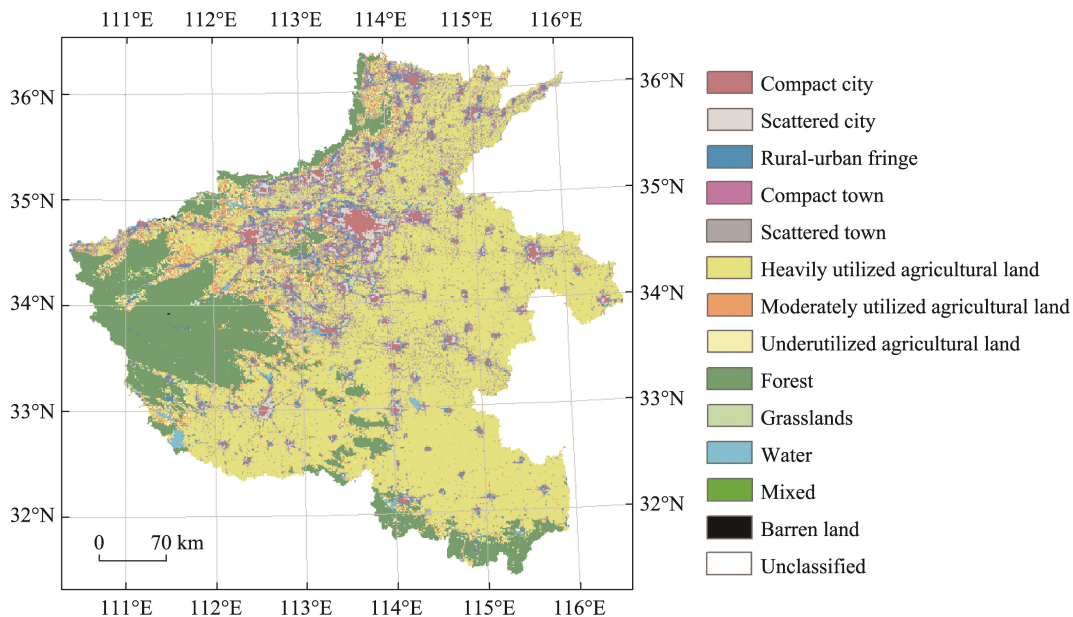 111°E 112°E 113°E 114°E 115°E 116°E
36°N
35°N
34°N
33°N
32°N
36°N
35°N
34°N
33°N
32°N
0 70 km
111°E 112°E 113°E 114°E 115°E 116°E
Compact city
Scattered city
Rural-urban fringe
Compact town
Scattered town
Heavily utilized agricultural land
Moderately utilized agricultural land
Underutilized agricultural land
Forest
Grasslands
Water
Mixed
Barren land
Unclassified